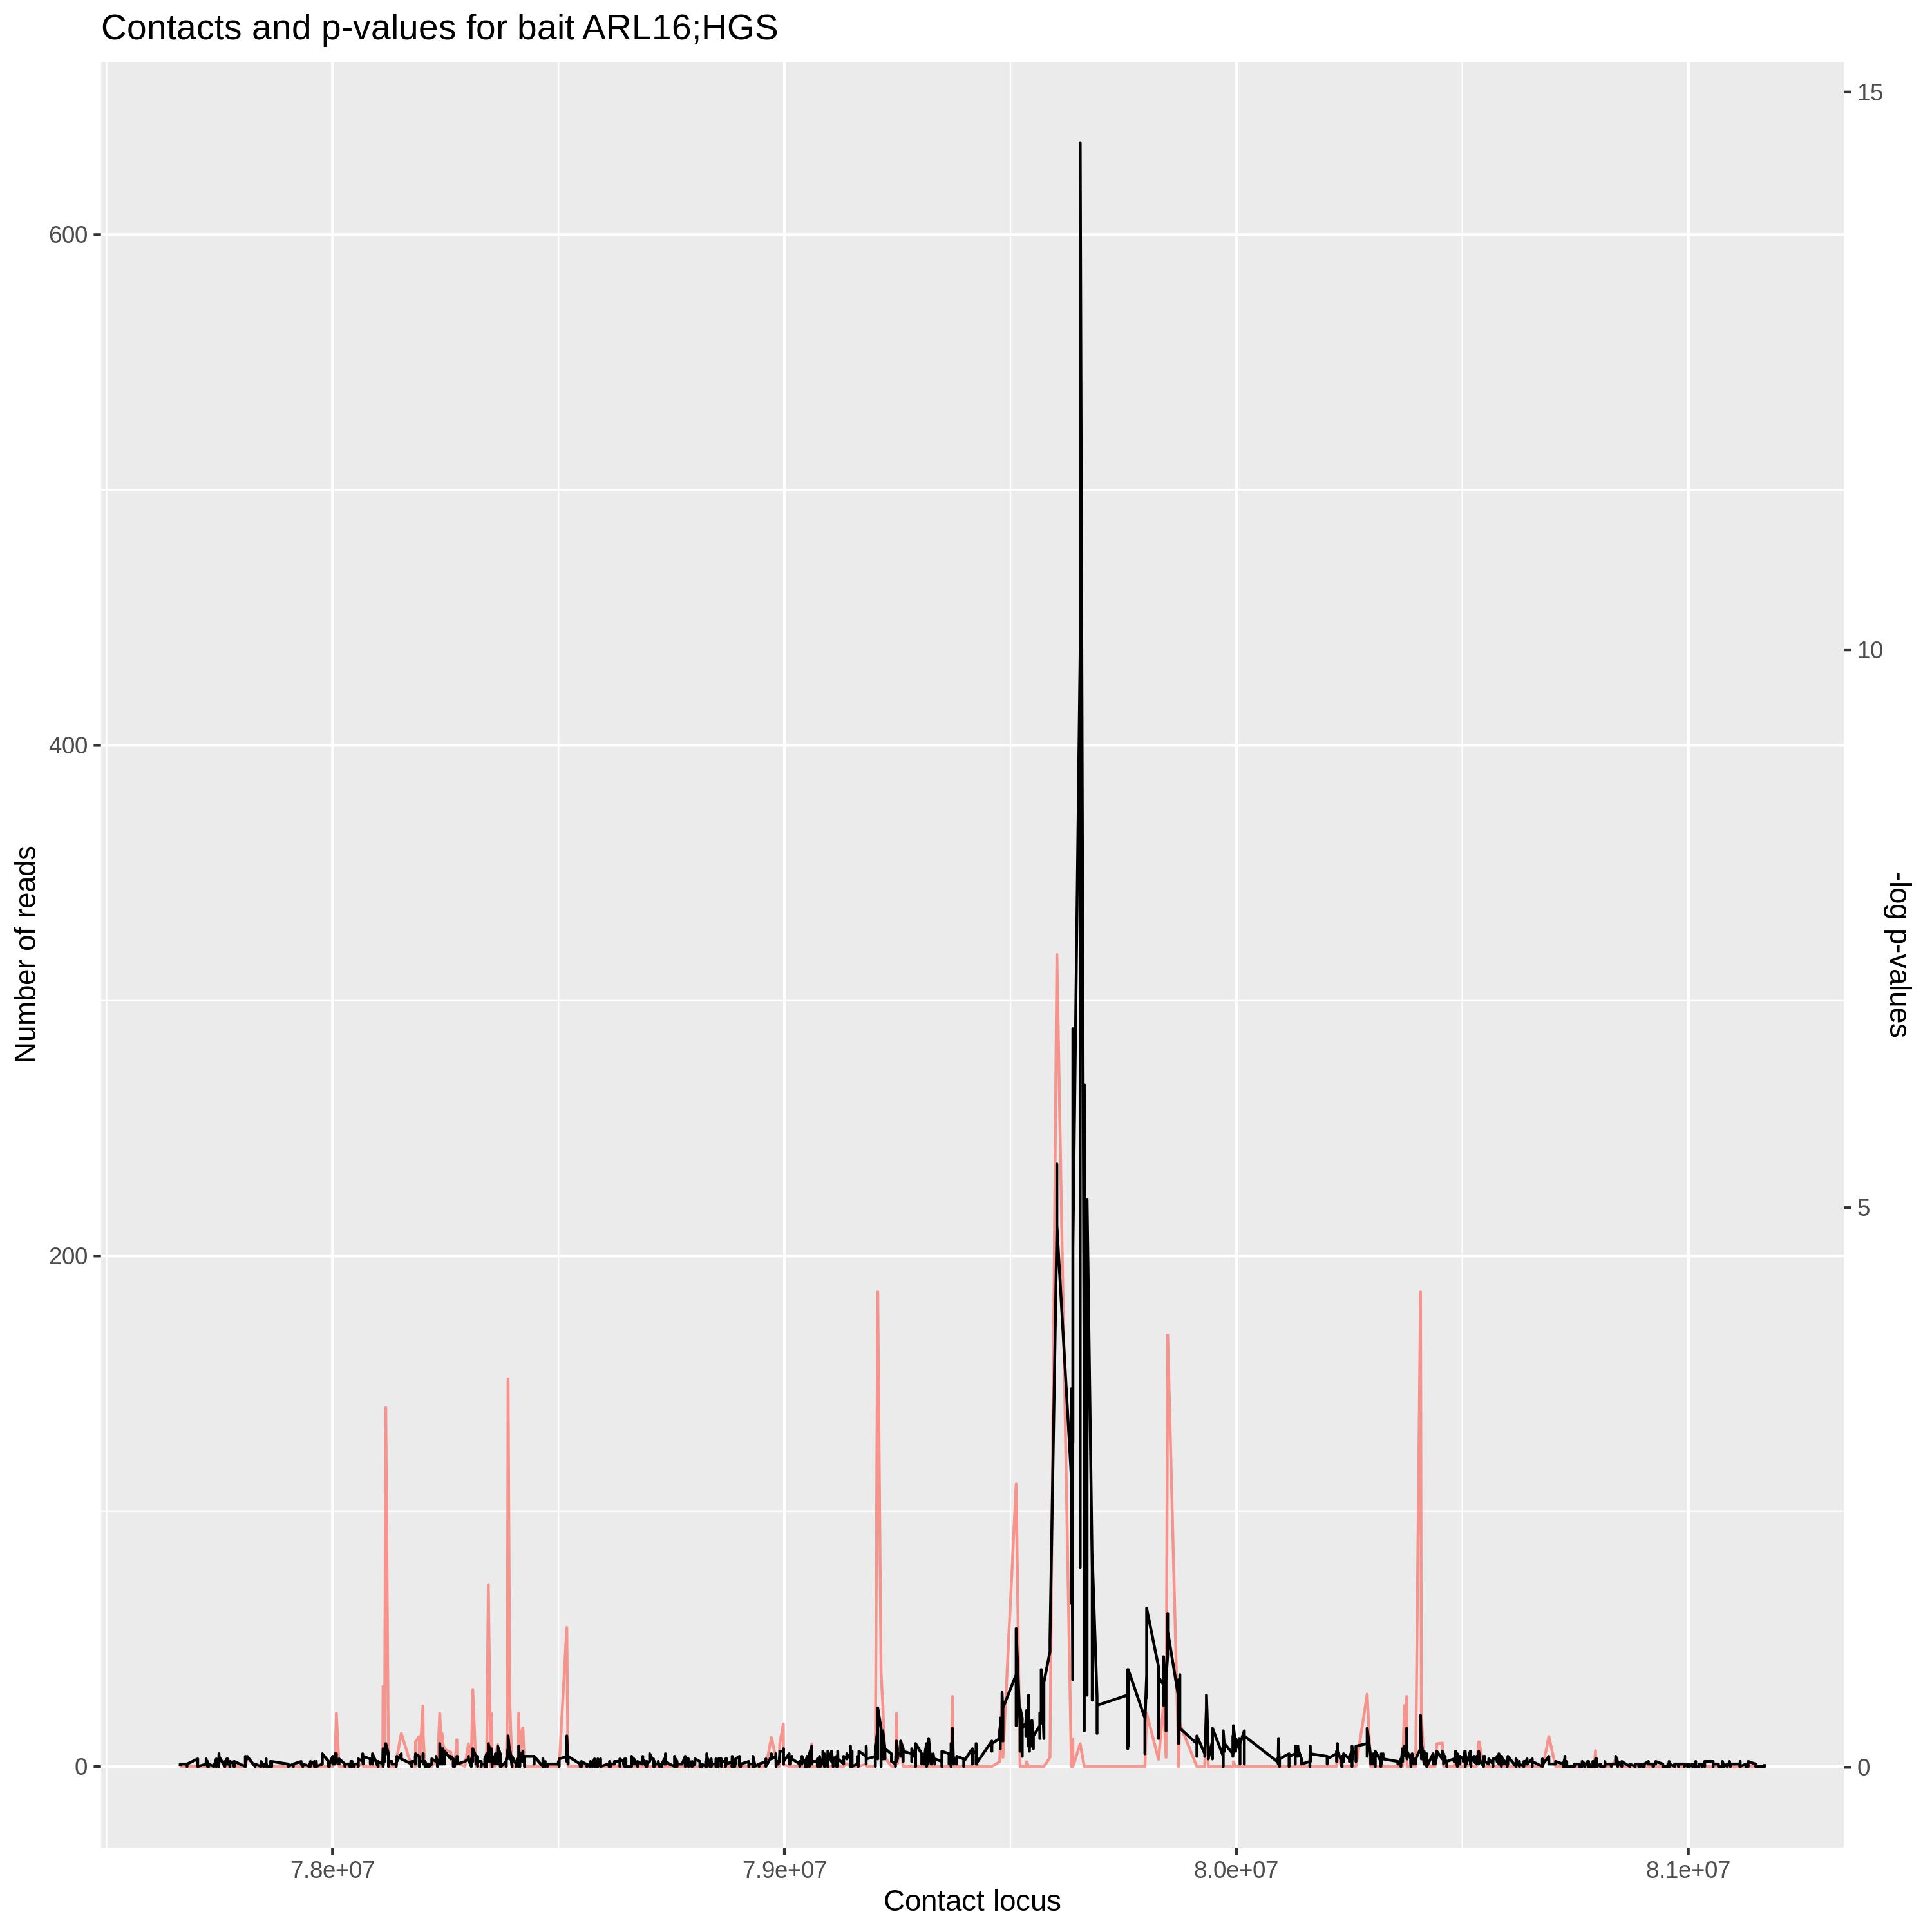 Contacts and p-values for bait ARL16;HGS
15
600
10
400
Number of reads
-log p-values
5
200
0
0
7.8e+07
7.9e+07
8.0e+07
8.1e+07
Contact locus